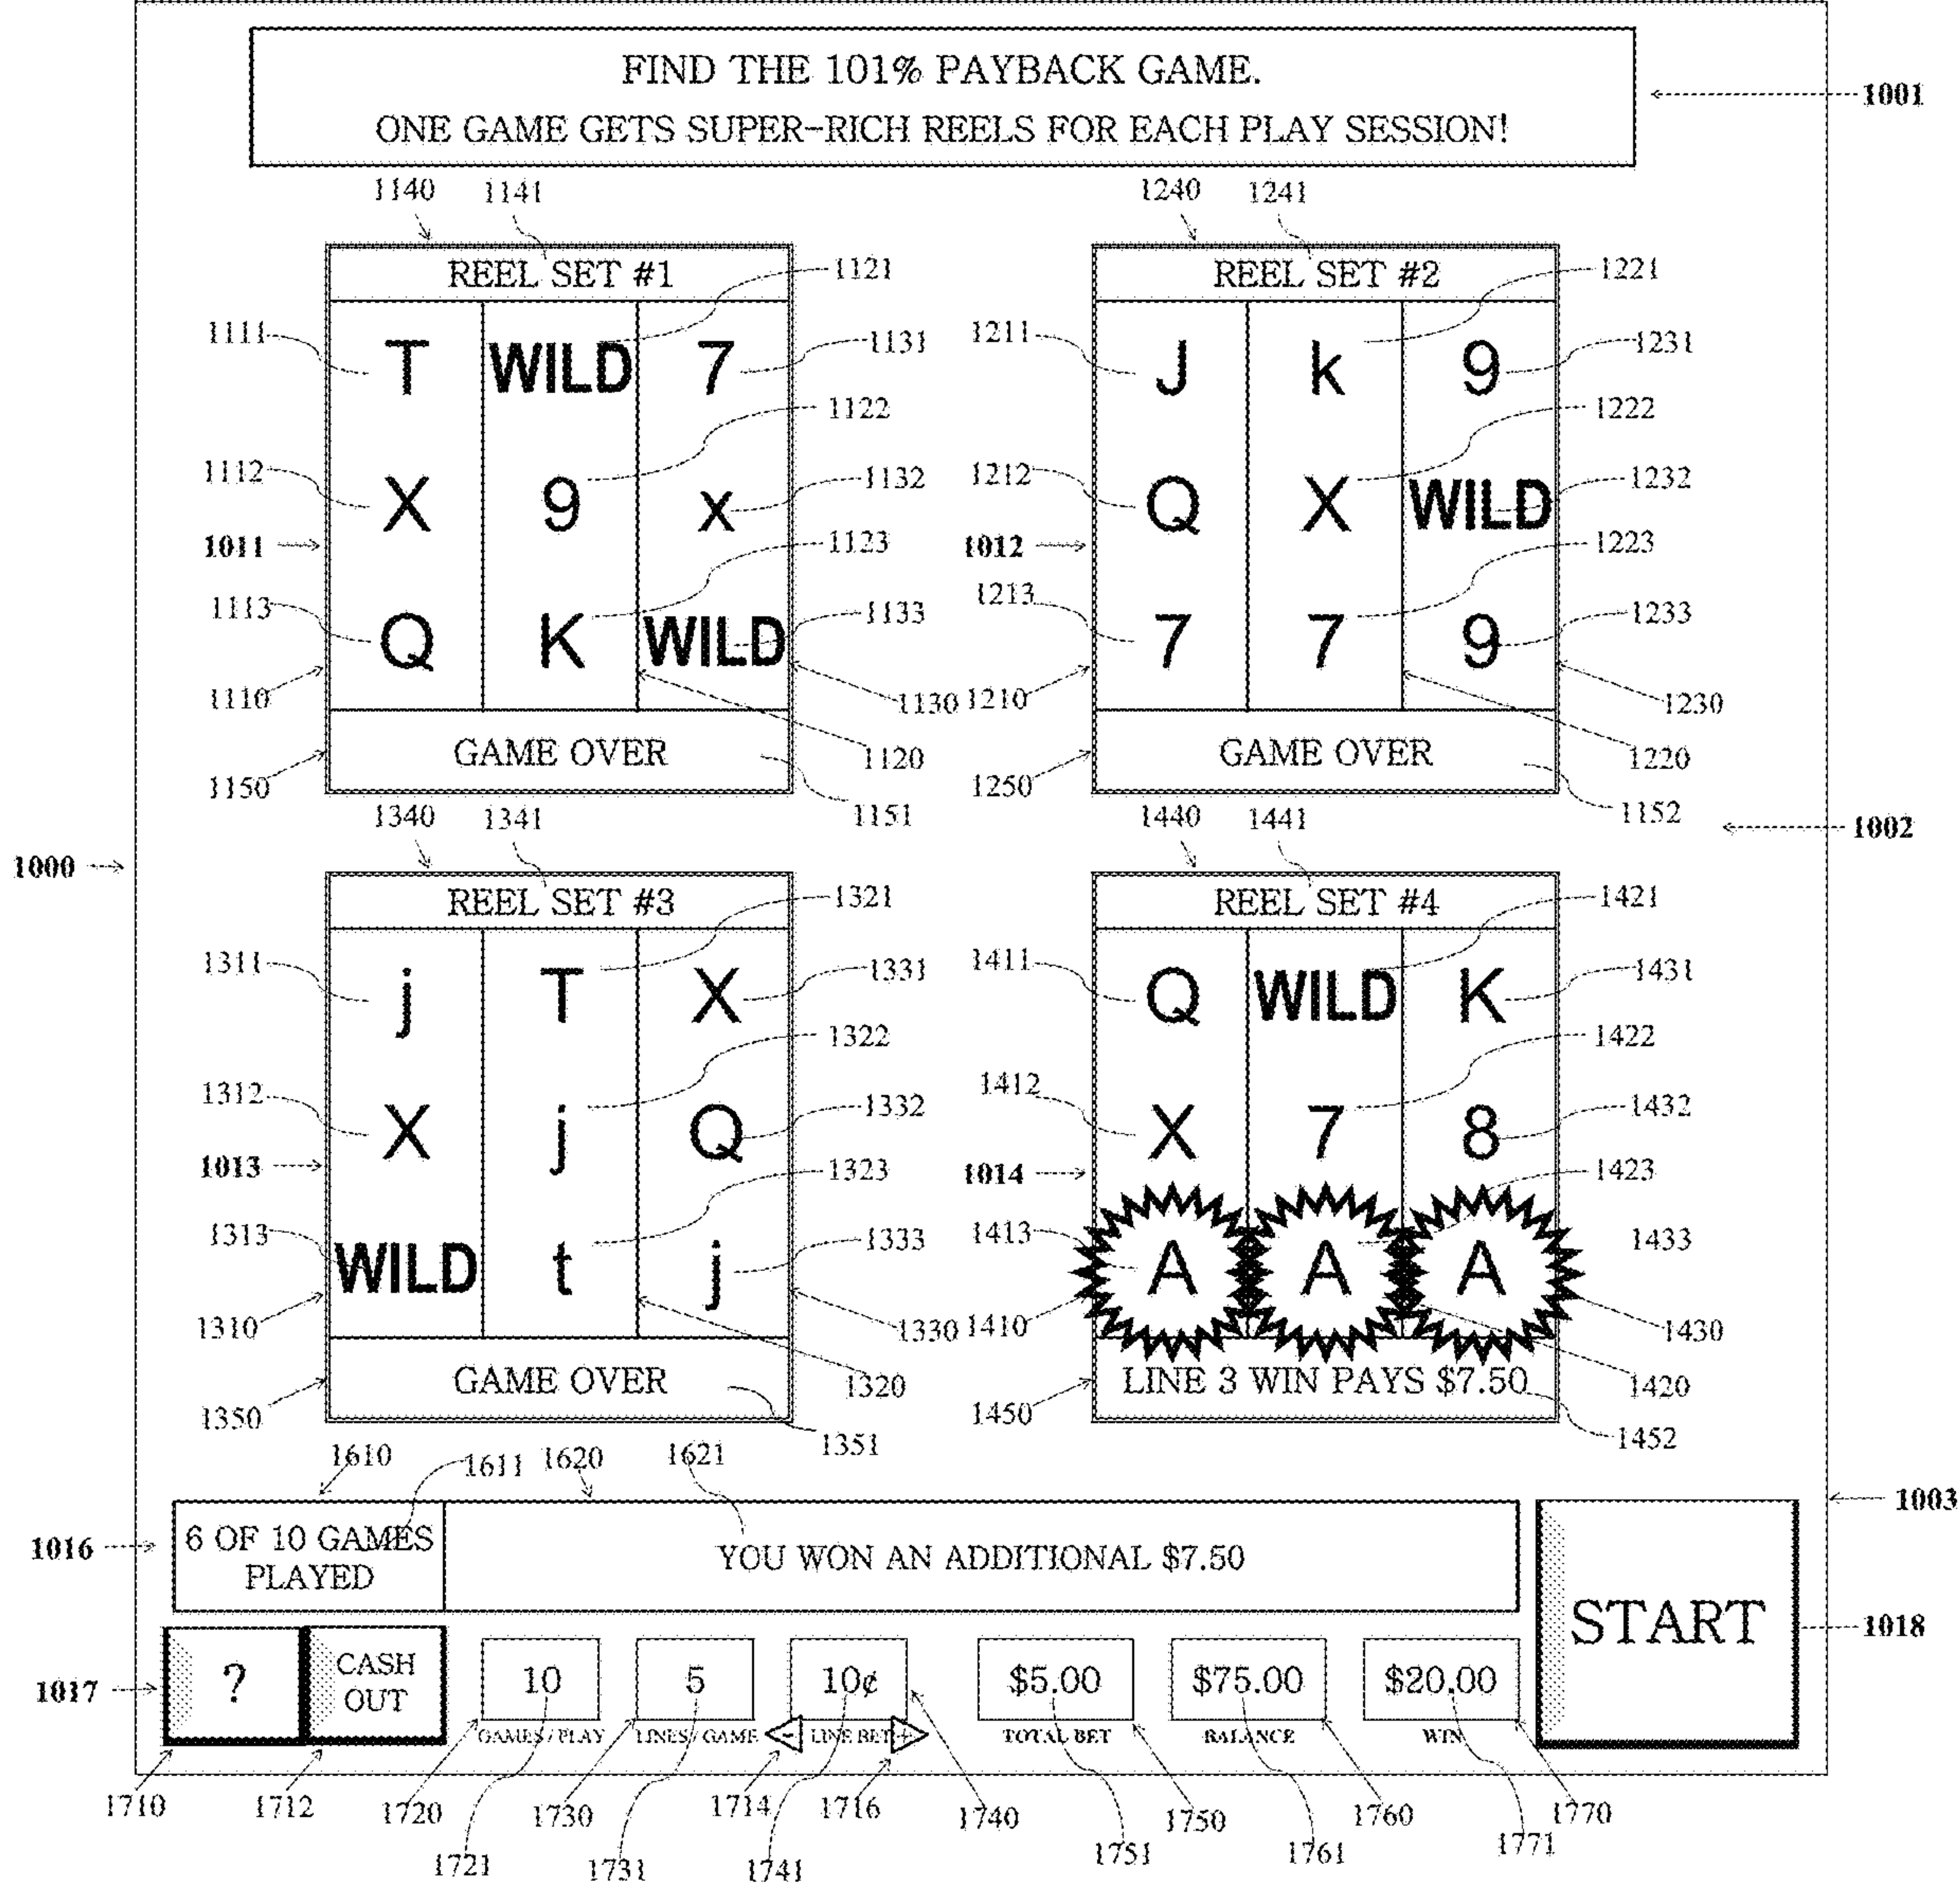 FIND THE 101% PAYBACK GAME.
ONE GAME GETS SUPER-RICH REELS FOR EACH PLAY SESSION!
1001
1140 1141 1240 1241
REEL SET #1 1121 REEL SET #2 1221
1111 T WILD 7 1131 1211 J k 9 1231
1122 1222
1112 X 9 x 1132 1212 Q X WILD 1232
1011 1123 1012 1223
1113 Q K WILD 1133 1213 7 7 9 1233
1110 1130 1210 1230
GAME OVER 1120 GAME OVER 1220
1150 1151 1250 1152
1340 1341 1440 1441 1002
1000
REEL SET #3 1321 REEL SET #4 1421
1311 j T X 1331 1411 Q WILD K 1431
1322 1422
1312 X j Q 1332 1412 X 7 8 1432
1013 1323 1014 1423
1313 WILD t j 1333 1413 A A A 1433
1310 1330 1410 1430
GAME OVER 1320 LINE 3 WIN PAYS $7.50 1420
1350 1351 1450 1452
1610 1611 1620 1621
1003
1016 6 OF 10 GAMES
PLAYED
YOU WON AN ADDITIONAL $7.50
START
1018
1017 ? CASH
OUT
10 5 10¢ $5.00 $75.00 $20.00
GAMES / PLAY LINES / GAME - LINE BET + TOTAL BET BALANCE WIN
1710 1712 1720 1730 1714 1716 1740 1750 1760 1770
1721 1731 1741 1751 1761 1771